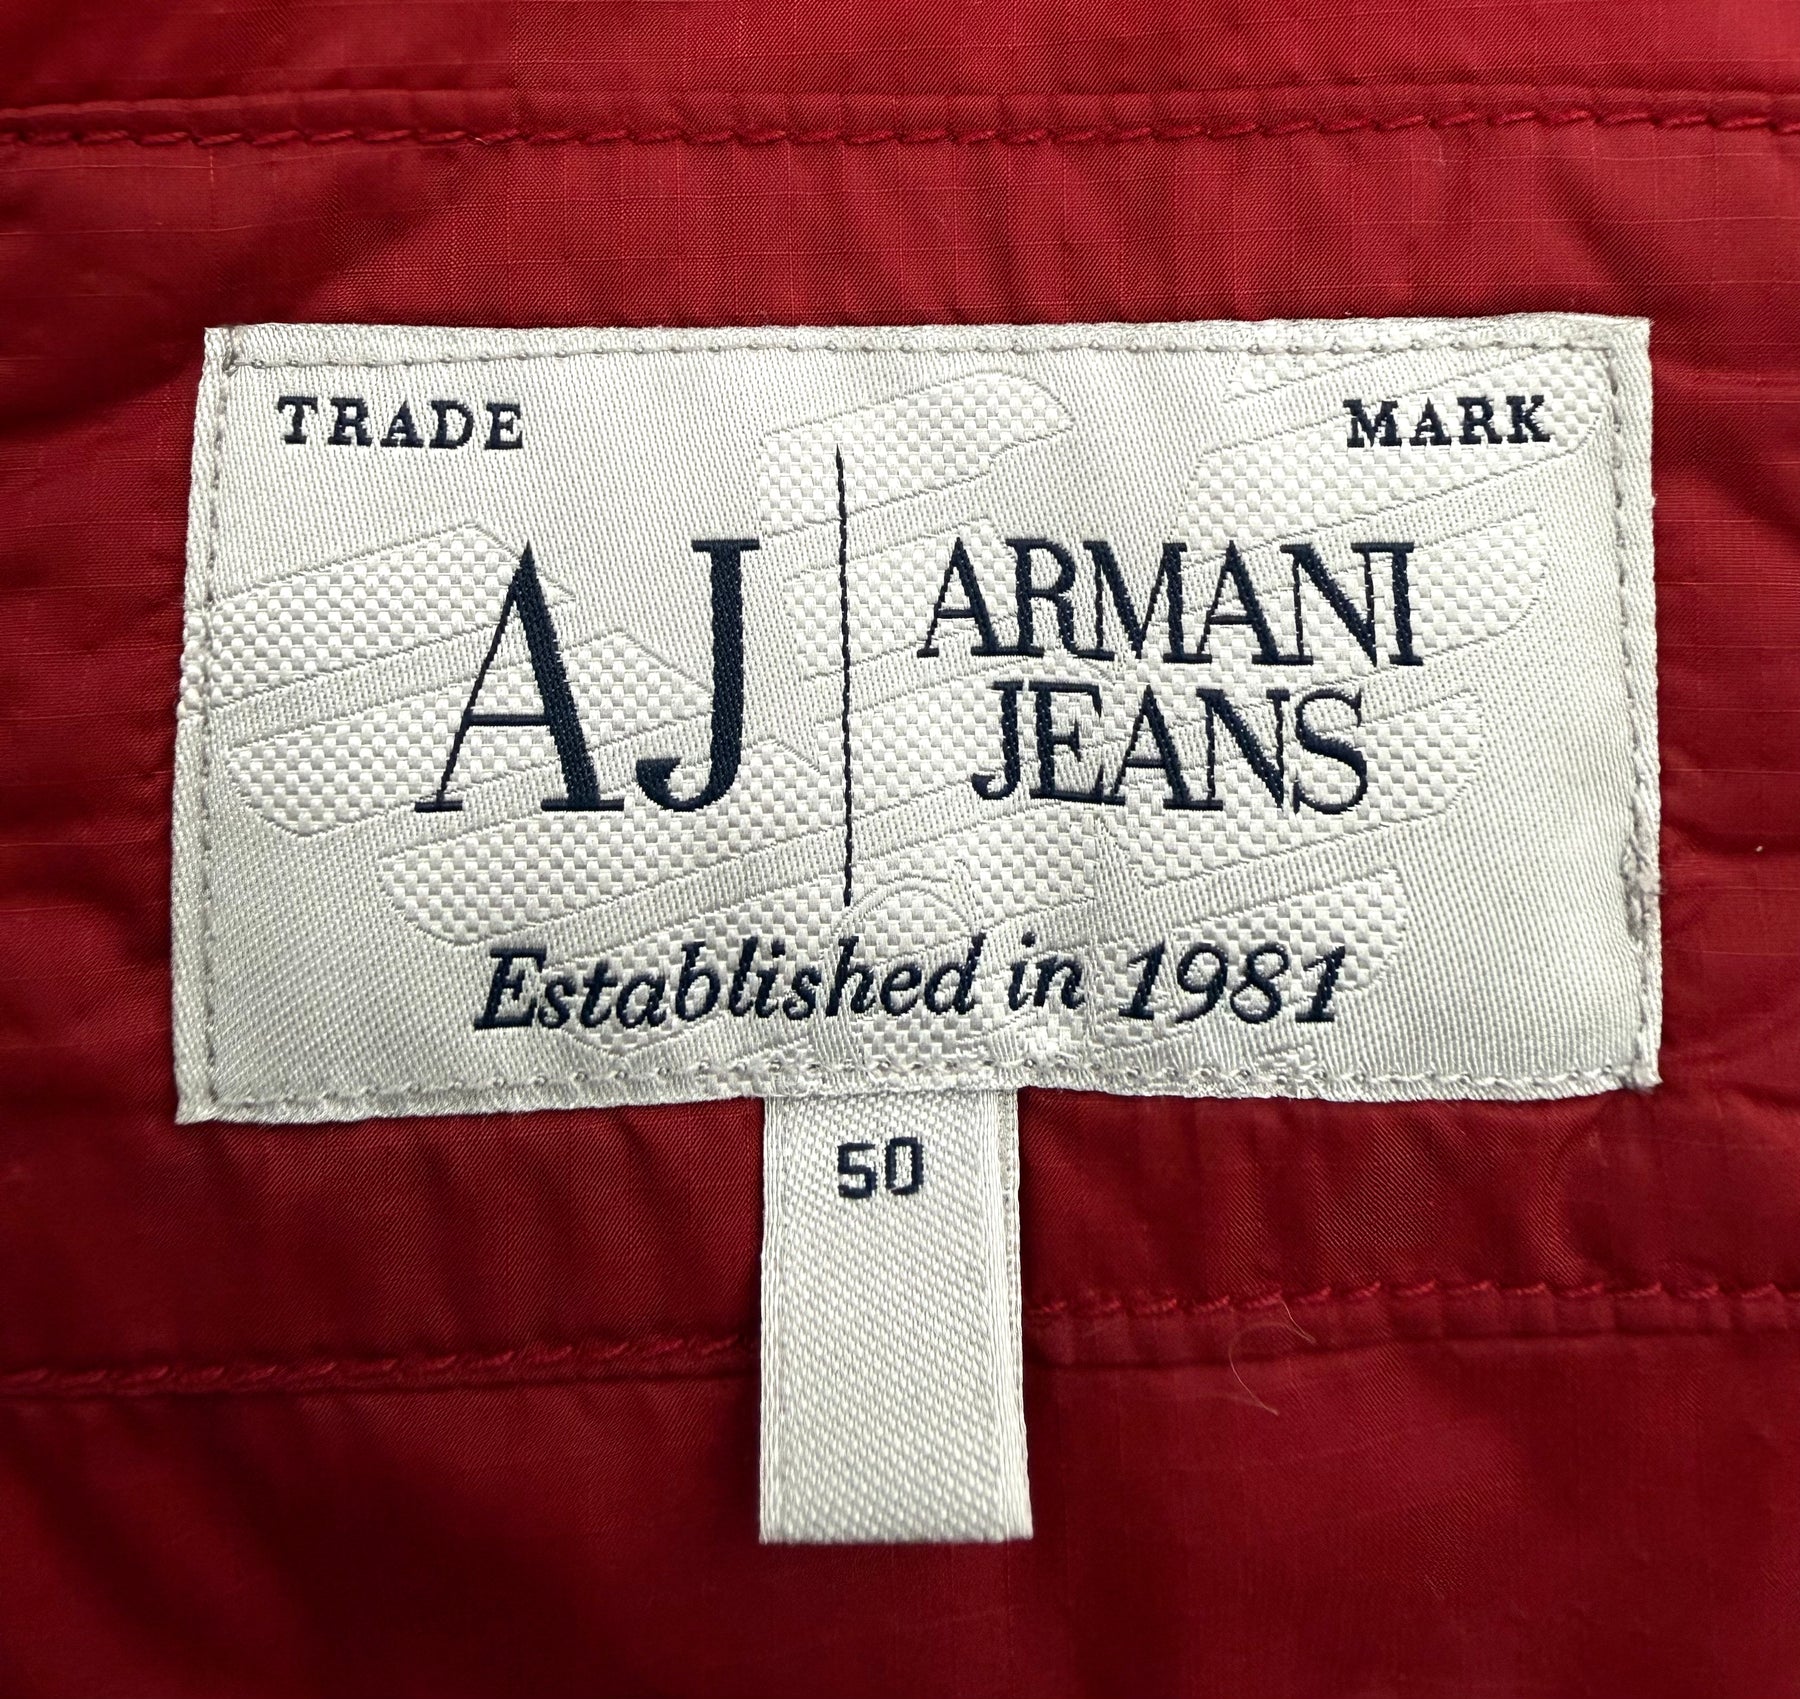 TRADE MARK
AJ
ARMANI
JEANS
Established in 1981
50